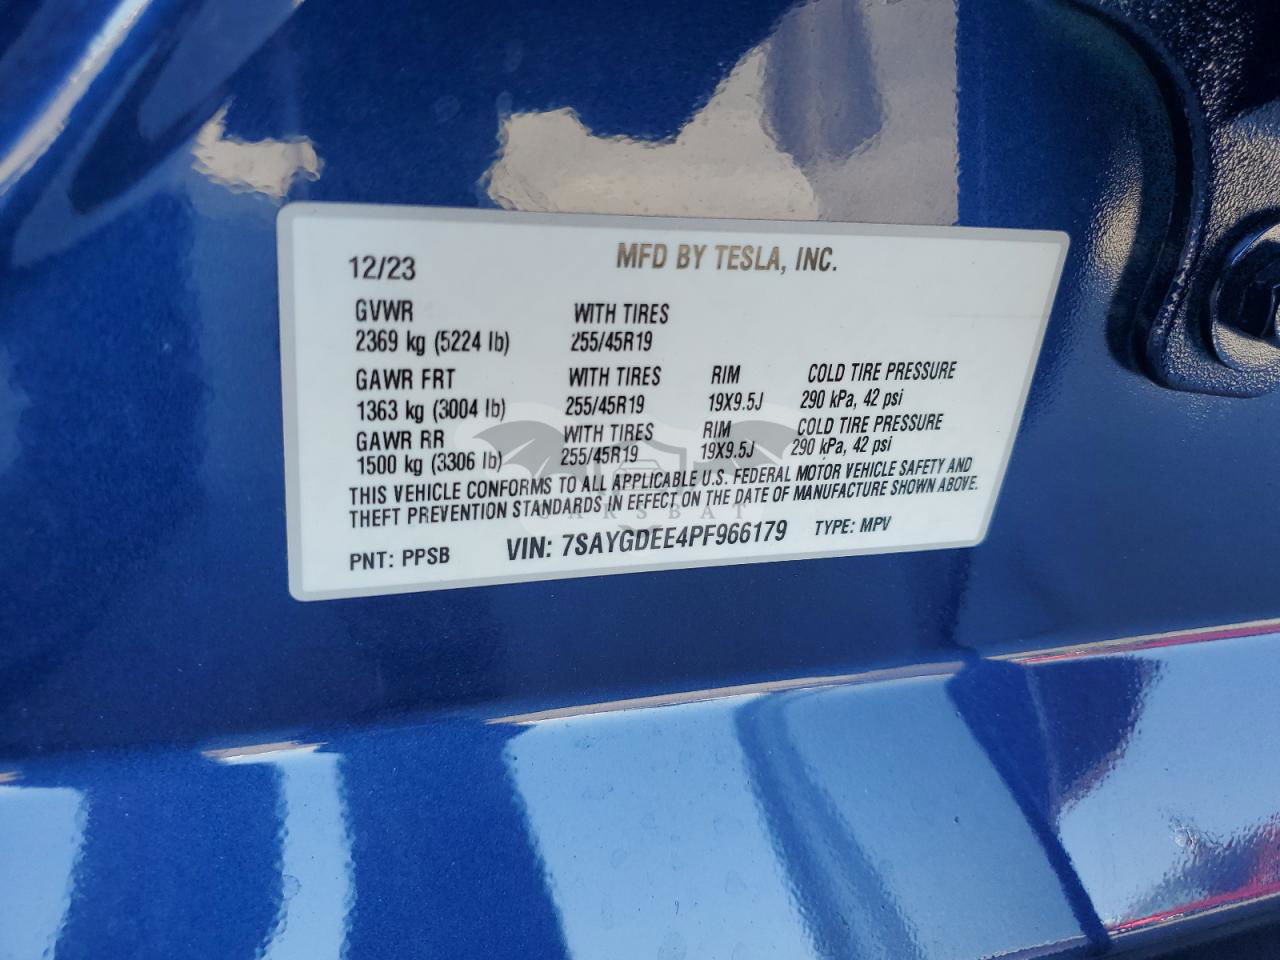 MFD BY TESLA, INC.
12/23
GVWR WITH TIRES
2369 kg (5224 lb) 255/45R19
GAWR FRT WITH TIRES RIM COLD TIRE PRESSURE
1363 kg (3004 lb) 255/45R19 19X9.5J 290 kPa, 42 psi
GAWR RR WITH TIRES RIM COLD TIRE PRESSURE
1500 kg (3306 lb) 255/45R19 19X9.5J 290 kPa, 42 psi
THIS VEHICLE CONFORMS TO ALL APPLICABLE U.S. FEDERAL MOTOR VEHICLE SAFETY AND
THEFT PREVENTION STANDARDS IN EFFECT ON THE DATE OF MANUFACTURE SHOWN ABOVE.
CARSBAT
PNT: PPSB VIN: 7SAYGDEE4PF966179 TYPE: MPV